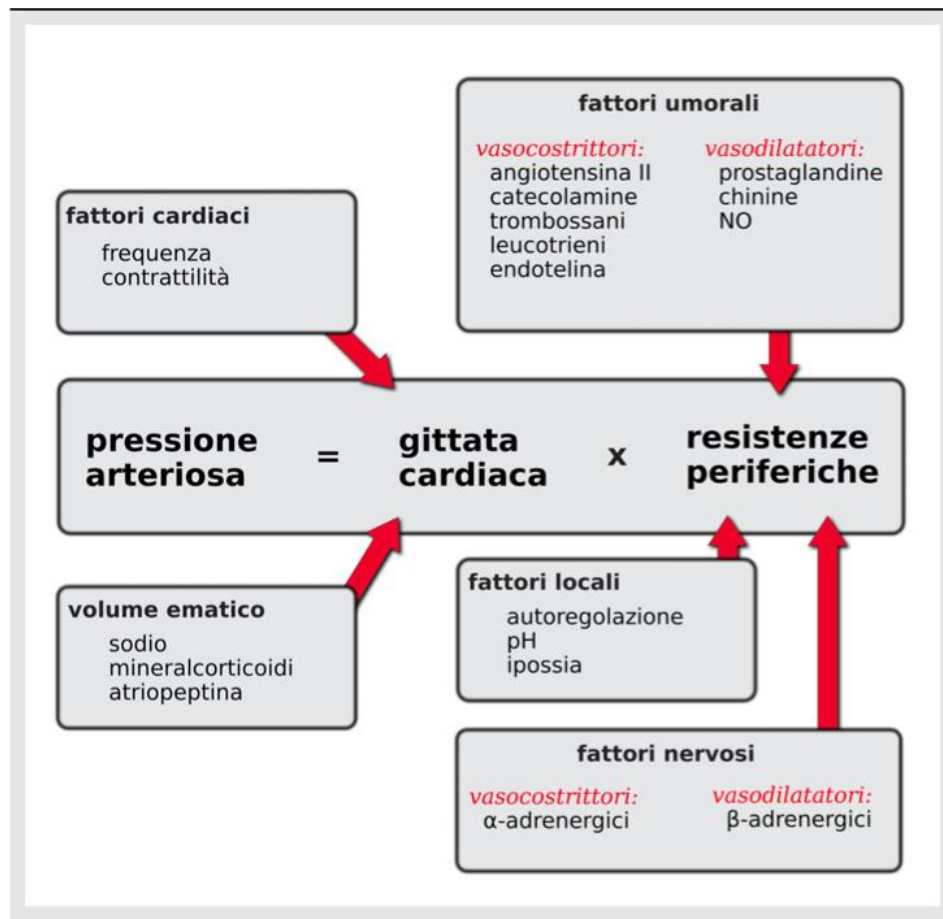 fattori umorali
vasocostrittori:
angiotensina II
catecolamine
trombossani
leucotrieni
endotelina
vasodilatatori:
prostaglandine
chinine
NO
fattori cardiaci
frequenza
contrattilità
pressione
arteriosa
=
gittata
cardiaca
x
resistenze
periferiche
volume ematico
sodio
mineralcorticoidi
atriopeptina
fattori locali
autoregolazione
pH
ipossia
fattori nervosi
vasocostrittori:
α-adrenergici
vasodilatatori:
β-adrenergici